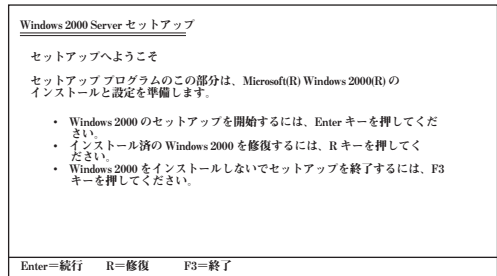 Windows 2000 Server セットアップ
セットアップへようこそ
セットアップ プログラムのこの部分は、Microsoft(R) Windows 2000(R) の
インストールと設定を準備します。
・ Windows 2000 のセットアップを開始するには、Enter キーを押してくだ
さい。
・ インストール済の Windows 2000 を修復するには、R キーを押してく
ださい。
・ Windows 2000 をインストールしないでセットアップを終了するには、F3
キーを押してください。
Enter＝続行 R＝修復 F3＝終了